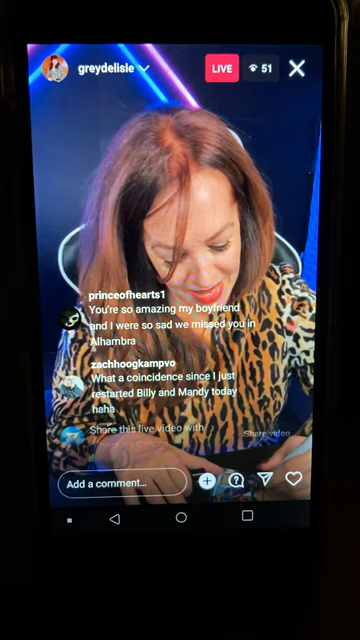 greydelisle
LIVE
51
princeofhearts1
You're so amazing my boyfriend
and I were so sad we missed you in
Alhambra
zachhoogkampvo
What a coincidence since I just
restarted Billy and Mandy today
haha
Share this live video with
Share video
Add a comment...